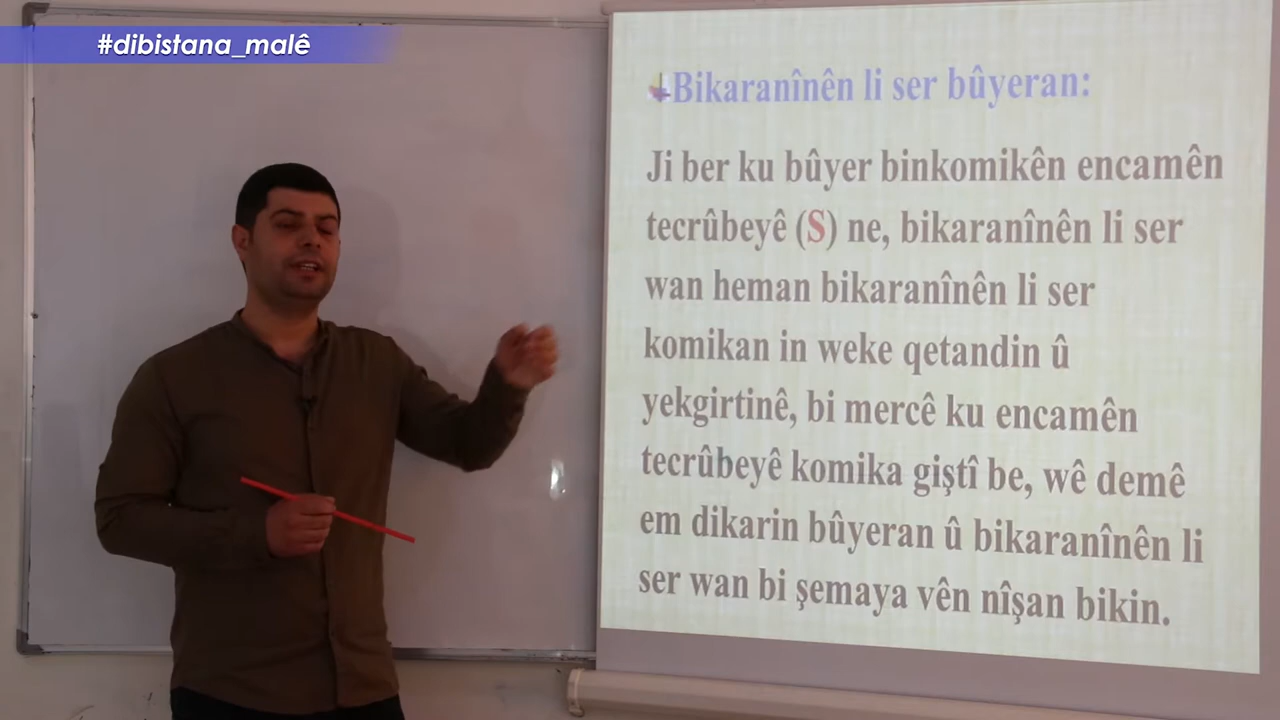 #dibistana_malê
Bikaranînên li ser bûyeran:
Ji ber ku bûyer binkomikên encamên
tecrûbeyê (S) ne, bikaranînên li ser
wan heman bikaranînên li ser
komikan in weke qetandin û
yekgirtinê, bi mercê ku encamên
tecrûbeyê komika giştî be, wê demê
em dikarin bûyeran û bikaranînên li
ser wan bi şemaya vên nîşan bikin.